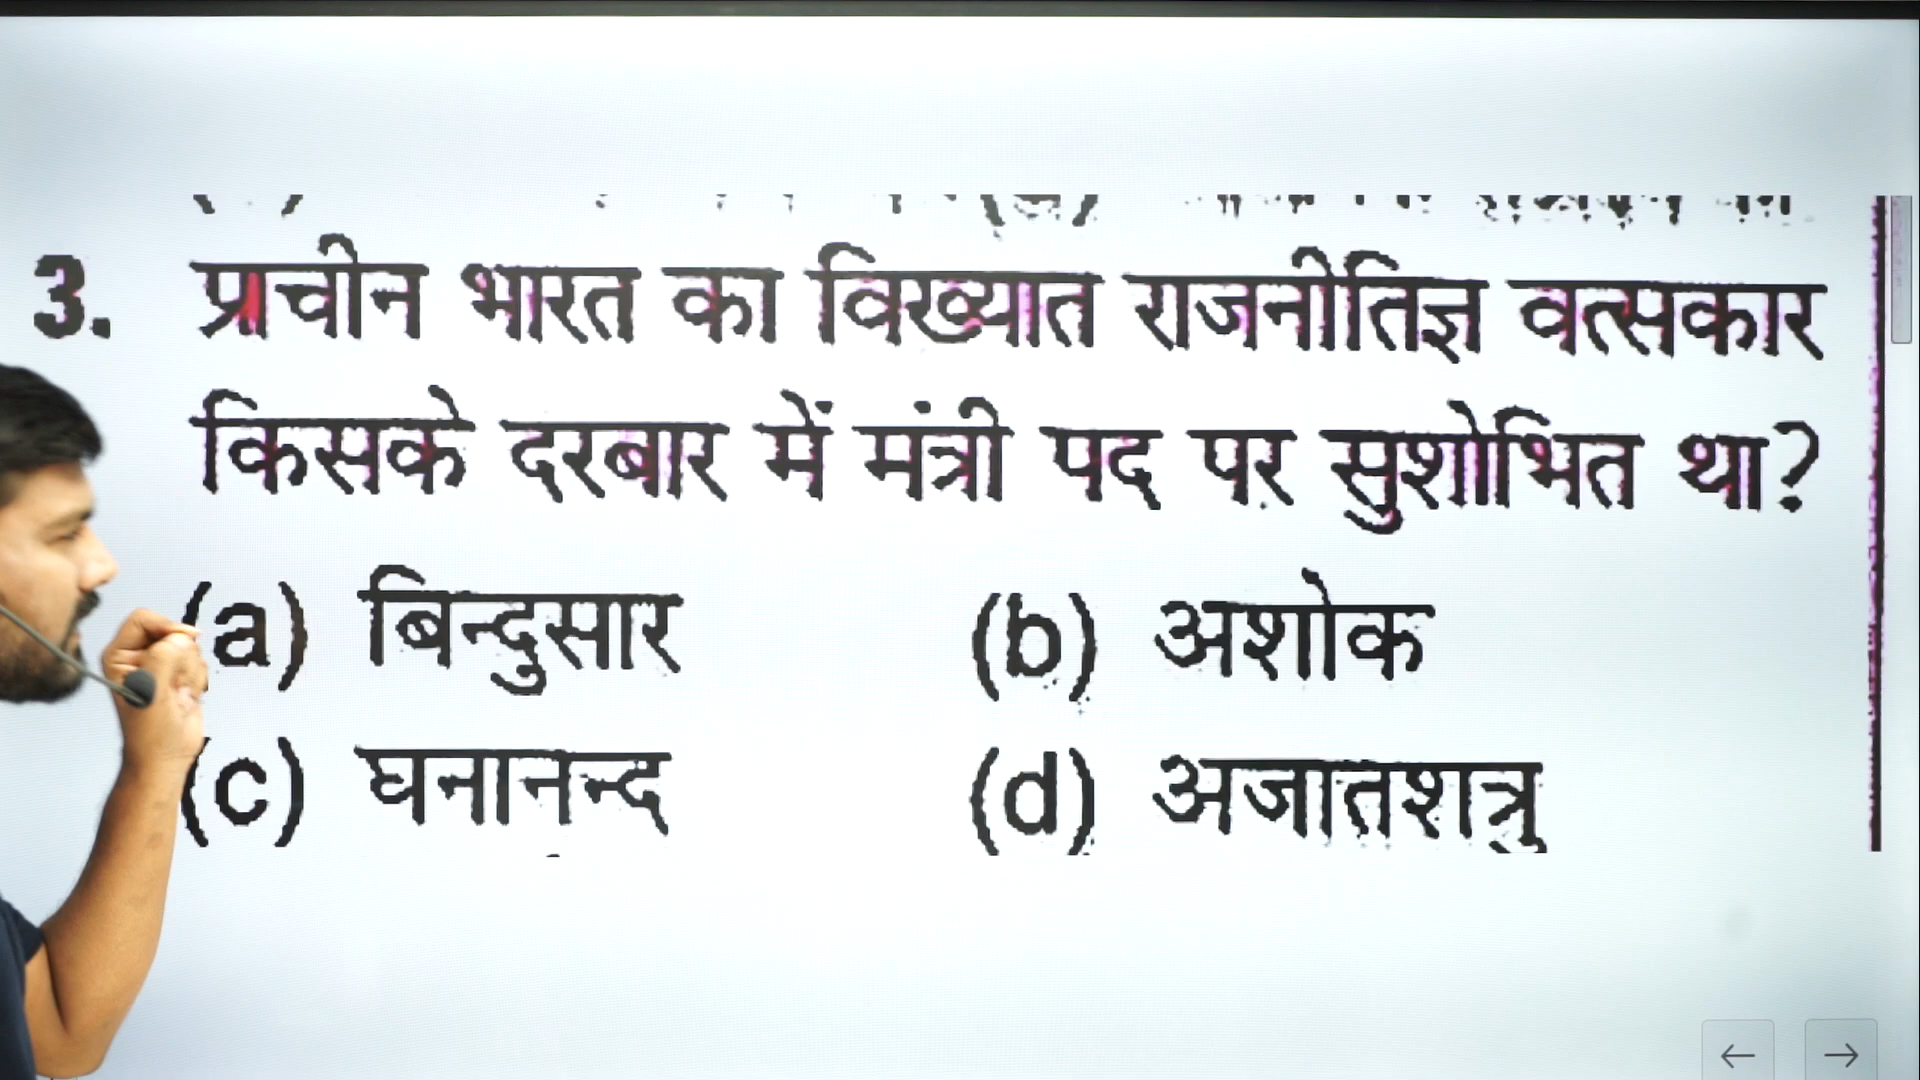 3. प्राचीन भारत का विख्यात राजनीतिज्ञ वत्सकार
किसके दरबार में मंत्री पद पर सुशोभित था?
(a) बिन्दुसार (b) अशोक
(c) घनानन्द (d) अजातशत्रु